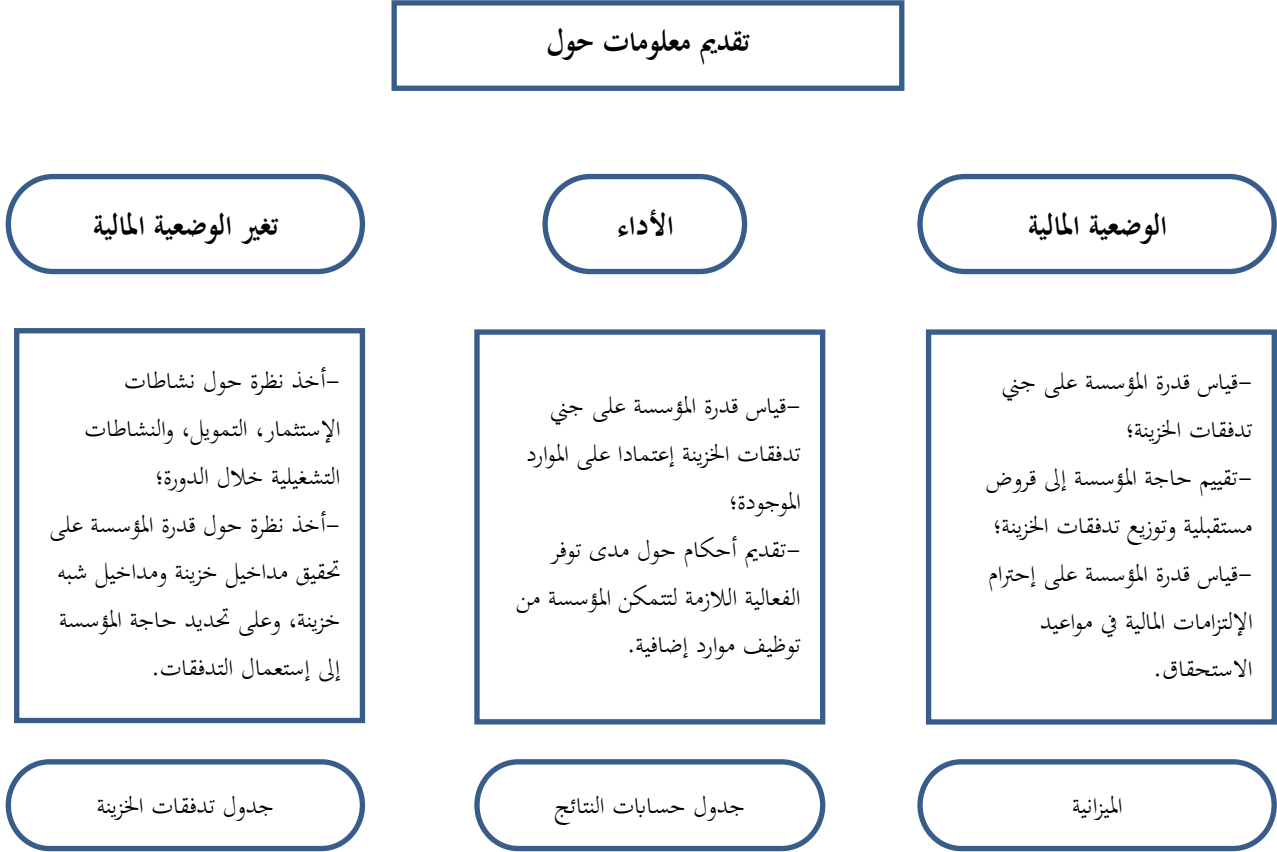 تقديم معلومات حول
الوضعية المالية
الأداء
تغير الوضعية المالية
-قياس قدرة المؤسسة على جني
تدفقات الخزينة؛
-تقييم حاجة المؤسسة إلى قروض
مستقبلية وتوزيع تدفقات الخزينة؛
-قياس قدرة المؤسسة على إحترام
الإلتزامات المالية في مواعيد
الاستحقاق.
-قياس قدرة المؤسسة على جني
تدفقات الخزينة إعتمادا على الموارد
الموجودة؛
-تقديم أحكام حول مدى توفر
الفعالية اللازمة لتتمكن المؤسسة من
توظيف موارد إضافية.
-أخذ نظرة حول نشاطات
الإستثمار، التمويل، والنشاطات
التشغيلية خلال الدورة؛
-أخذ نظرة حول قدرة المؤسسة على
تحقيق مداخيل خزينة ومداخيل شبه
خزينة، وعلى تحديد حاجة المؤسسة
إلى إستعمال التدفقات.
الميزانية
جدول حسابات النتائج
جدول تدفقات الخزينة